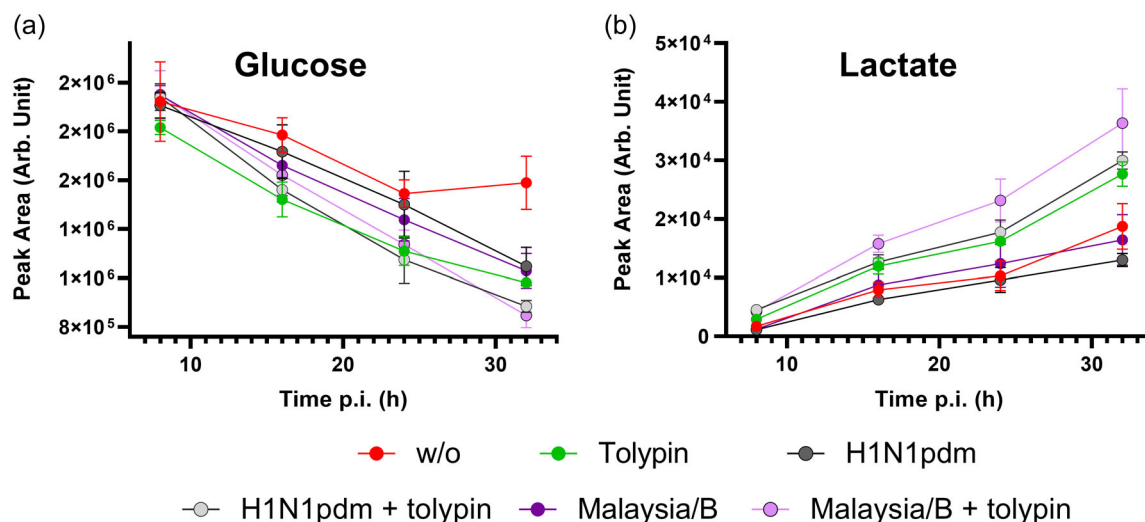 (a)
Glucose
Peak Area (Arb. Unit)
2×10⁶
2×10⁶
2×10⁶
1×10⁶
1×10⁶
8×10⁵
10
20
30
Time p.i. (h)
(b)
Lactate
Peak Area (Arb. Unit)
5×10⁴
4×10⁴
3×10⁴
2×10⁴
1×10⁴
0
10
20
30
Time p.i. (h)
w/o
Tolypin
H1N1pdm
H1N1pdm + tolypin
Malaysia/B
Malaysia/B + tolypin